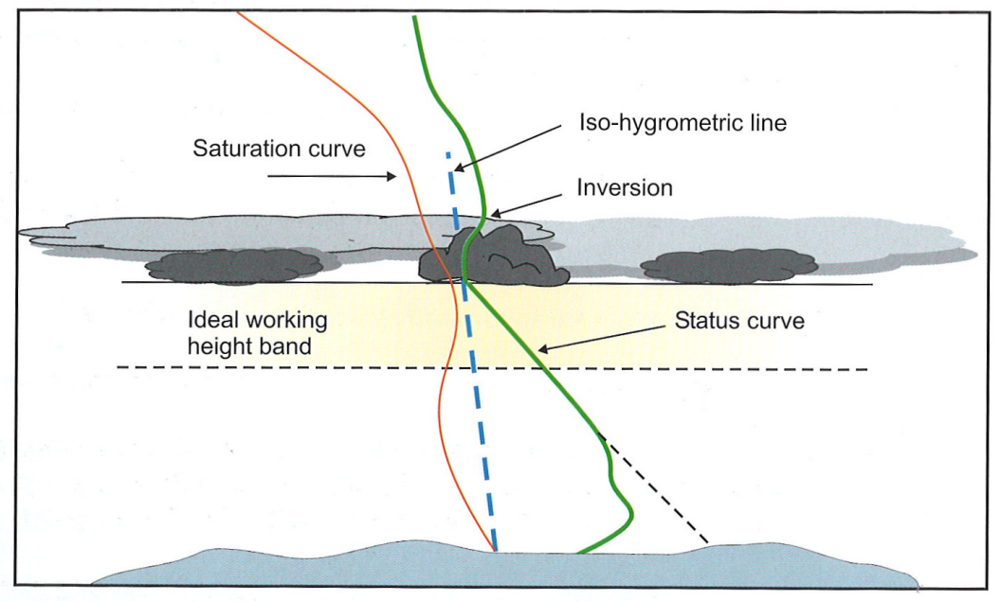 Iso-hygrometric line
Saturation curve
Inversion
Ideal working
height band
Status curve